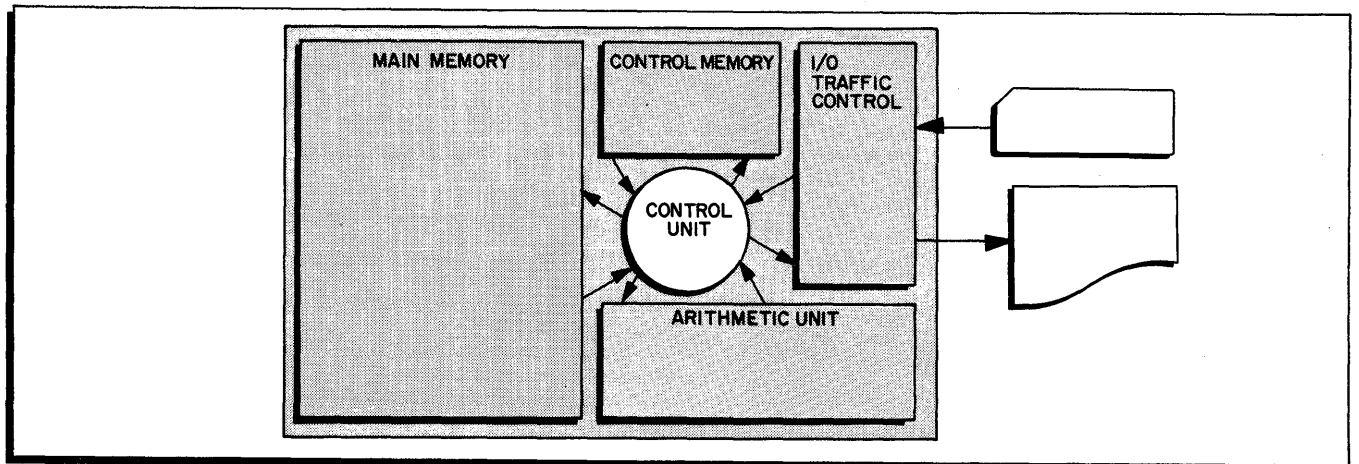 MAIN MEMORY
CONTROL MEMORY
I/O
TRAFFIC
CONTROL
CONTROL
UNIT
ARITHMETIC UNIT